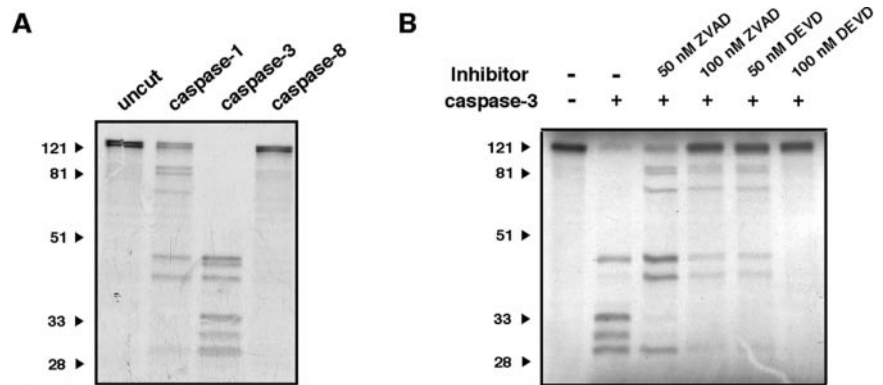 A
uncut
caspase-1
caspase-3
caspase-8
121
81
51
33
28
B
50 nM ZVAD
100 nM ZVAD
50 nM DEVD
100 nM DEVD
Inhibitor - -
caspase-3 - + + + + +
121
81
51
33
28